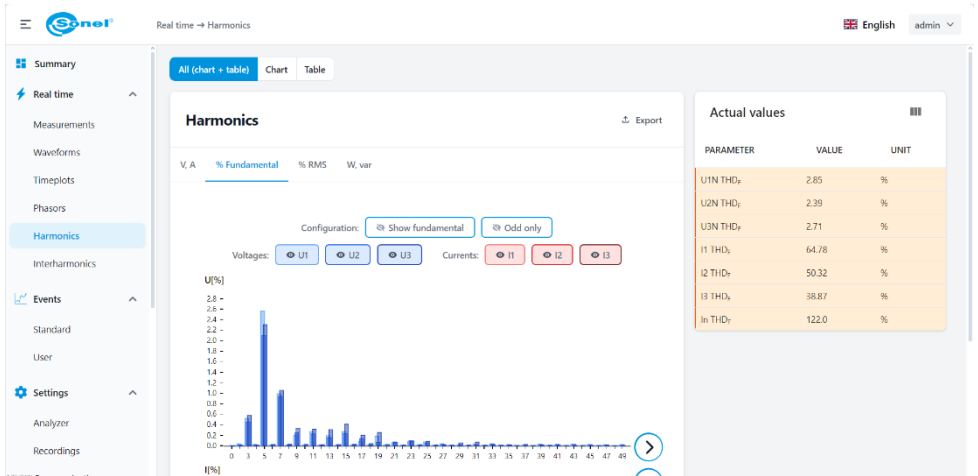 Sonel®
Real time → Harmonics
English
admin
Summary
Real time
Measurements
Waveforms
Timeplots
Phasors
Harmonics
Interharmonics
Events
Standard
User
Settings
Analyzer
Recordings
All (chart + table) Chart Table
Harmonics
Export
V, A % Fundamental % RMS W, var
Configuration: Show fundamental Odd only
Voltages: U1 U2 U3 Currents: I1 I2 I3
U[%]
2.8
2.6
2.4
2.2
2.0
1.8
1.6
1.4
1.2
1.0
0.8
0.6
0.4
0.2
0.0
0 3 5 7 9 11 13 15 17 19 21 23 25 27 29 31 33 35 37 39 41 43 45 47 49
I[%]
Actual values
PARAMETER VALUE UNIT
U1N THDF 2.85 %
U2N THDF 2.39 %
U3N THDF 2.71 %
I1 THDF 64.78 %
I2 THDF 50.32 %
I3 THDF 38.87 %
In THDF 122.0 %